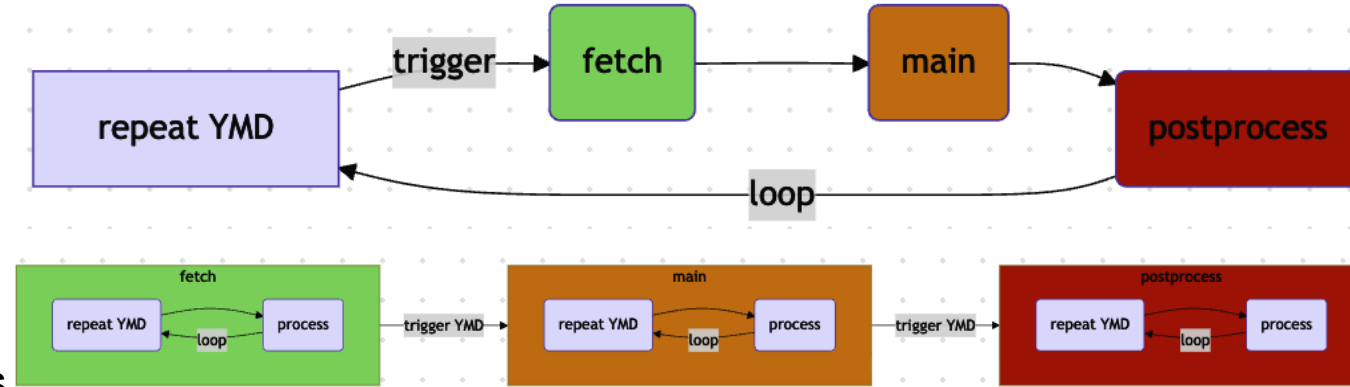 trigger
fetch
main
repeat YMD
postprocess
loop
fetch
main
postprocess
repeat YMD
process
loop
trigger YMD
repeat YMD
process
loop
trigger YMD
repeat YMD
process
loop